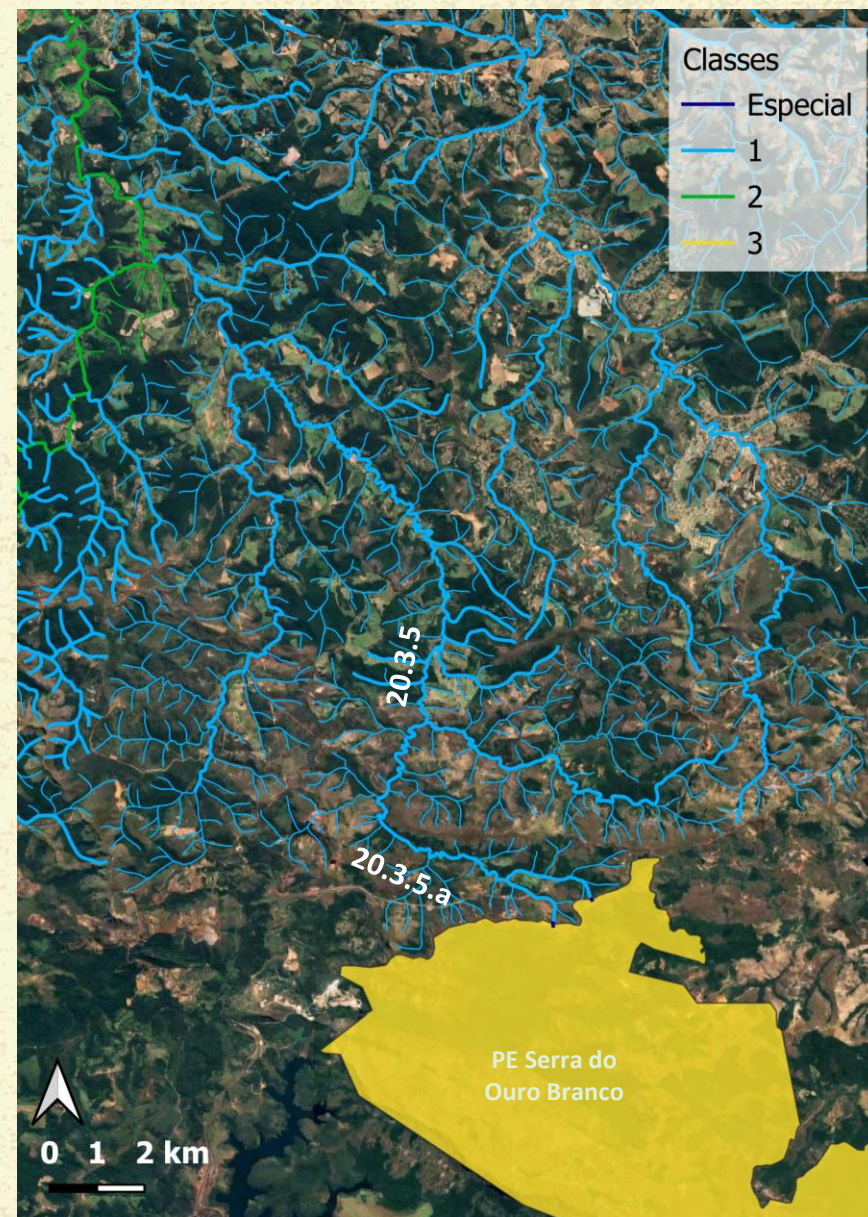 Classes
Especial
1
2
3
20.3.5
20.3.5.a
PE Serra do
Ouro Branco
0 1 2 km